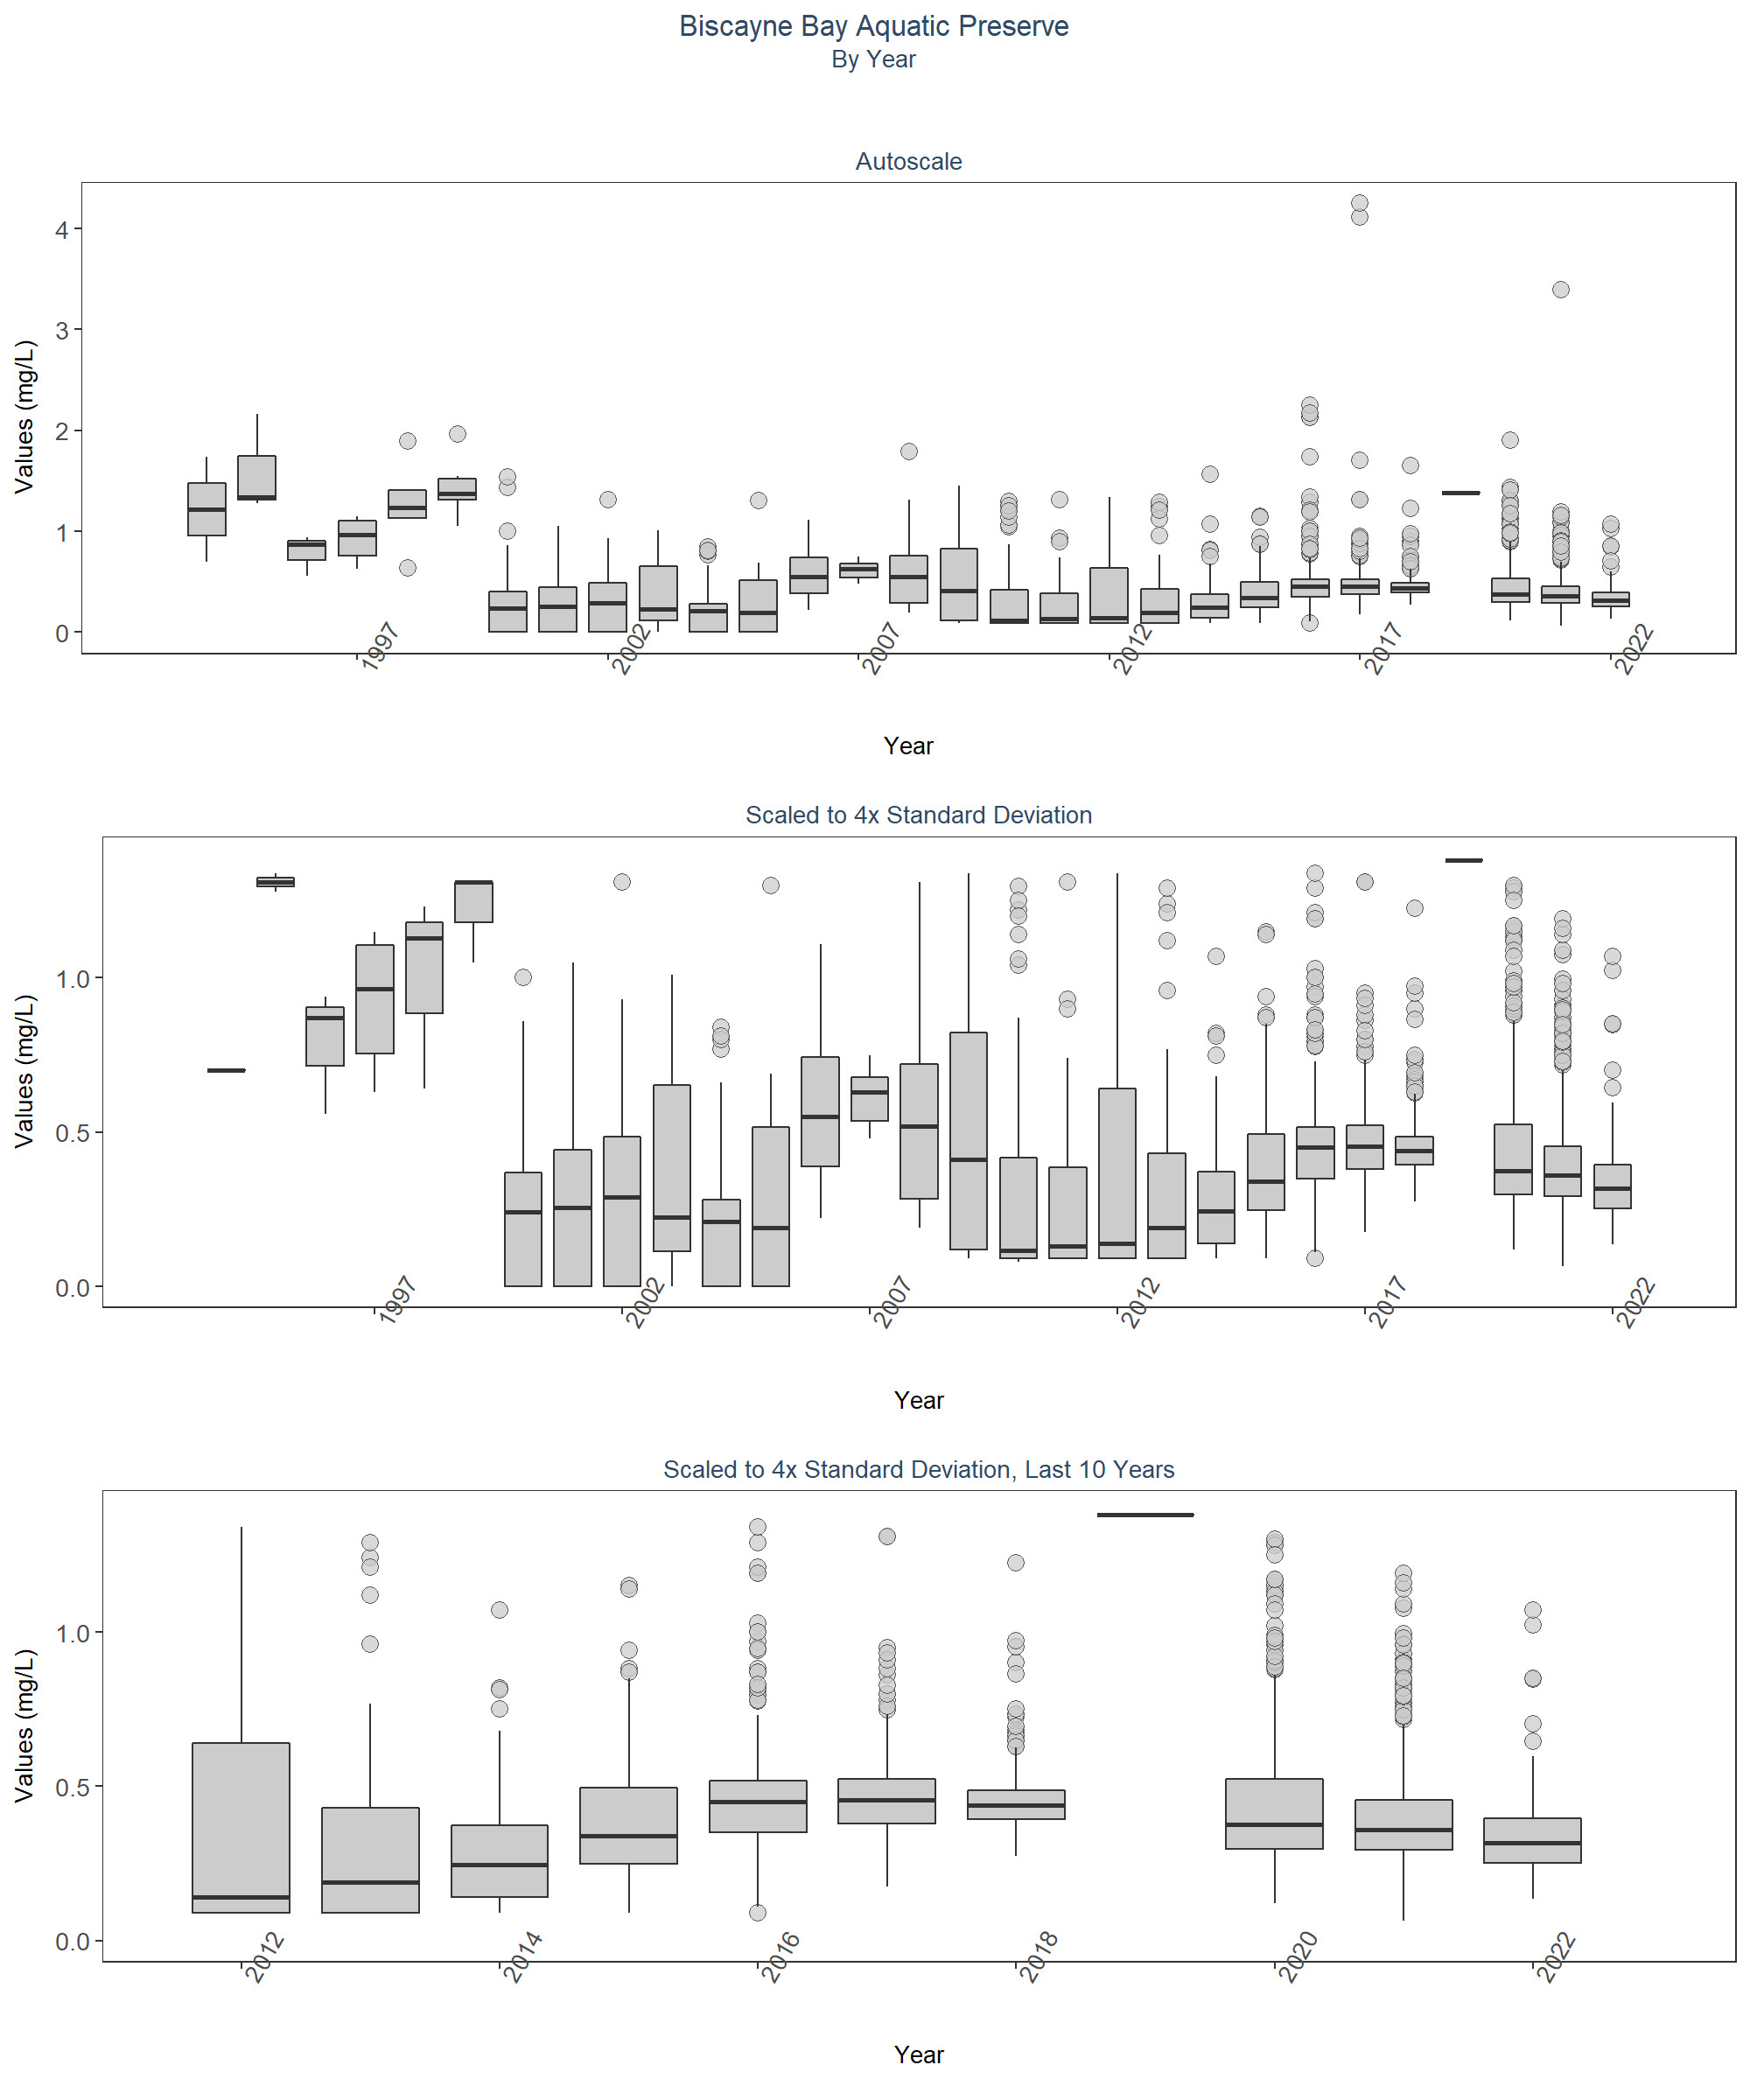 Biscayne Bay Aquatic Preserve
By Year
Autoscale
Values (mg/L)
4
3
2
1
0
1997
2002
2007
2012
2017
2022
Year
Scaled to 4x Standard Deviation
Values (mg/L)
1.0
0.5
0.0
1997
2002
2007
2012
2017
2022
Year
Scaled to 4x Standard Deviation, Last 10 Years
Values (mg/L)
1.0
0.5
0.0
2012
2014
2016
2018
2020
2022
Year